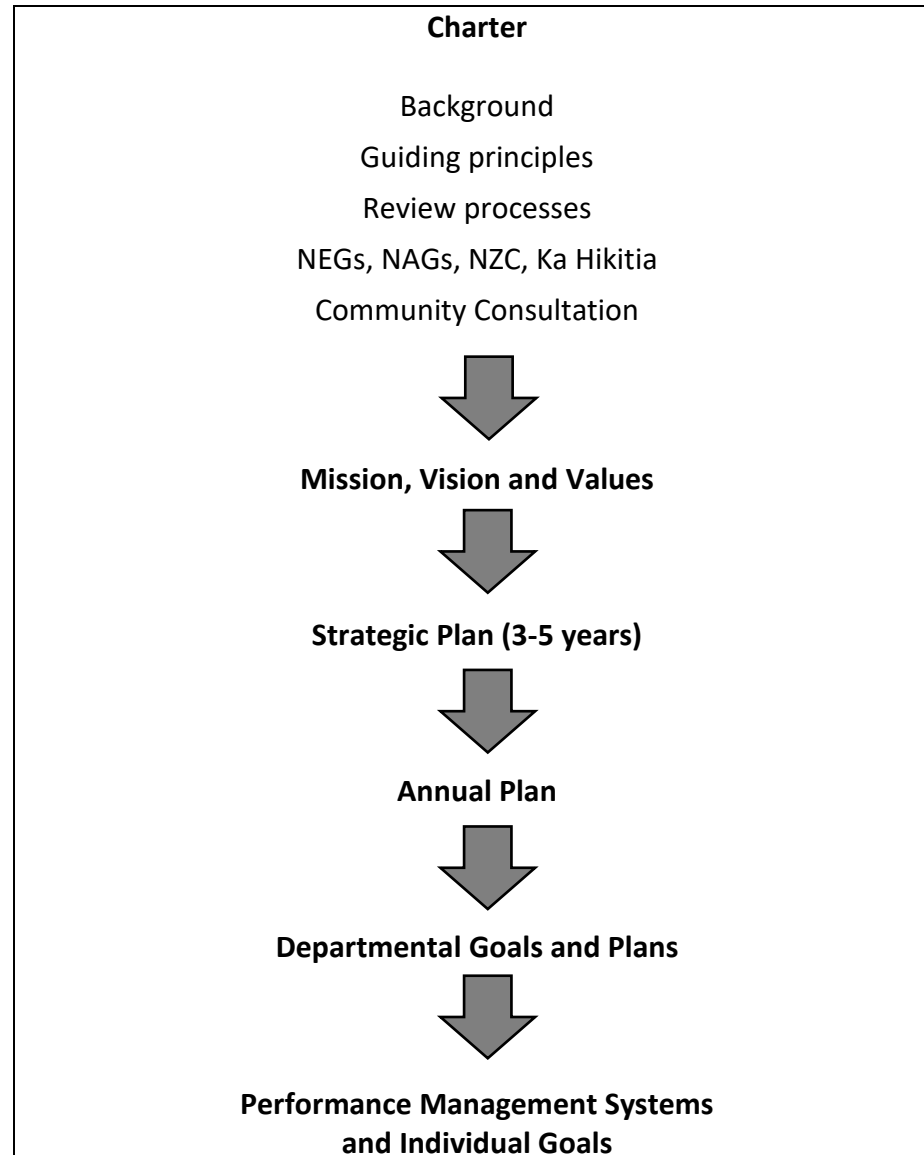 Charter
Background
Guiding principles
Review processes
NEGs, NAGs, NZC, Ka Hikitia
Community Consultation
Mission, Vision and Values
Strategic Plan (3-5 years)
Annual Plan
Departmental Goals and Plans
Performance Management Systems
and Individual Goals